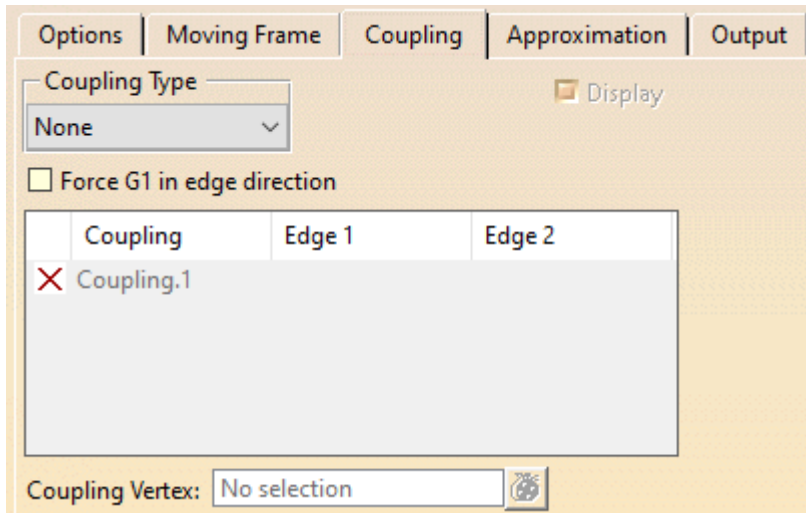 Options Moving Frame Coupling Approximation Output
Coupling Type
Display
None
Force G1 in edge direction
Coupling Edge 1 Edge 2
Coupling.1
Coupling Vertex: No selection